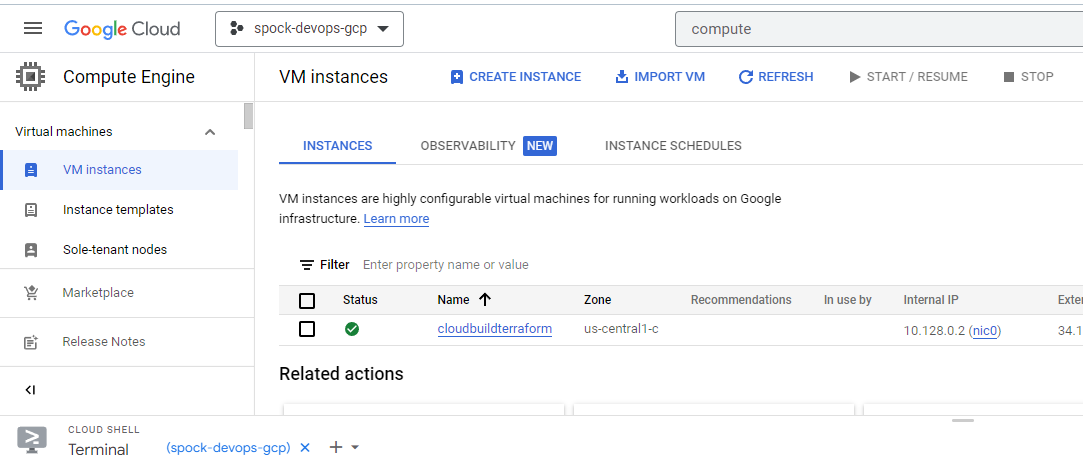 Google Cloud
spock-devops-gcp
compute
Compute Engine
VM instances
CREATE INSTANCE
IMPORT VM
REFRESH
START / RESUME
STOP
Virtual machines
VM instances
Instance templates
Sole-tenant nodes
Marketplace
Release Notes
INSTANCES
OBSERVABILITY NEW
INSTANCE SCHEDULES
VM instances are highly configurable virtual machines for running workloads on Google
infrastructure. Learn more
Filter Enter property name or value
Status Name Zone Recommendations In use by Internal IP Exter
cloudbuildterraform us-central1-c 10.128.0.2 (nic0) 34.1
Related actions
CLOUD SHELL
Terminal
(spock-devops-gcp)